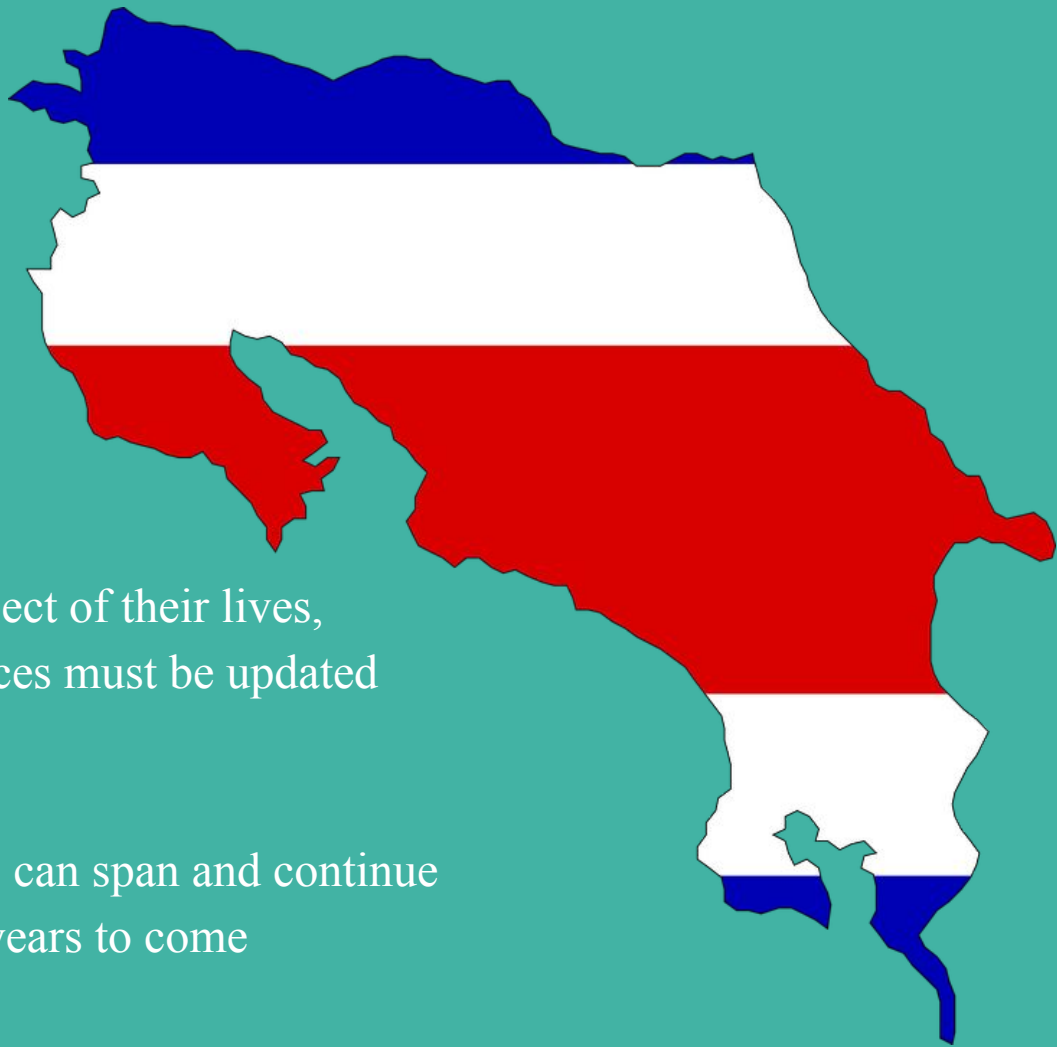 ect of their lives,
ces must be updated
can span and continue
years to come